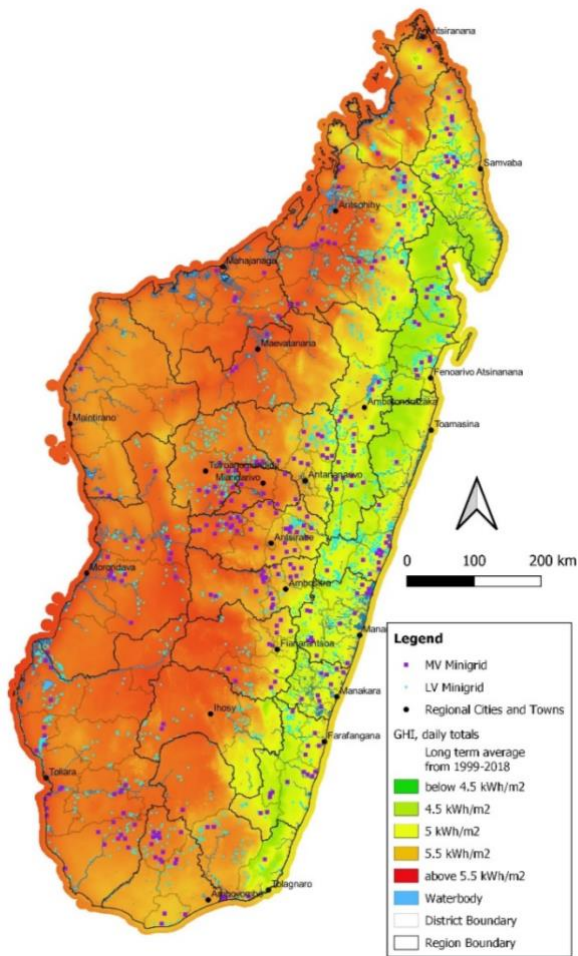 Antsiranana
Samvaba
Antsohihy
Mahajanaga
Maevatanana
Fenoarivo Atsinanana
Ambatondrazaka
Maintirano
Toamasina
Tsiroanomandidy
Miarinarivo
Antananarivo
Antsirabe
Morondava
Ambositra
Mana
Fianarantsoa
Manakara
Ihosy
Farafangana
Toliara
Tolagnaro
Ambovombe
0 100 200 km
Legend
MV Minigrid
LV Minigrid
Regional Cities and Towns
GHI, daily totals
Long term average
from 1999-2018
below 4.5 kWh/m2
4.5 kWh/m2
5 kWh/m2
5.5 kWh/m2
above 5.5 kWh/m2
Waterbody
District Boundary
Region Boundary